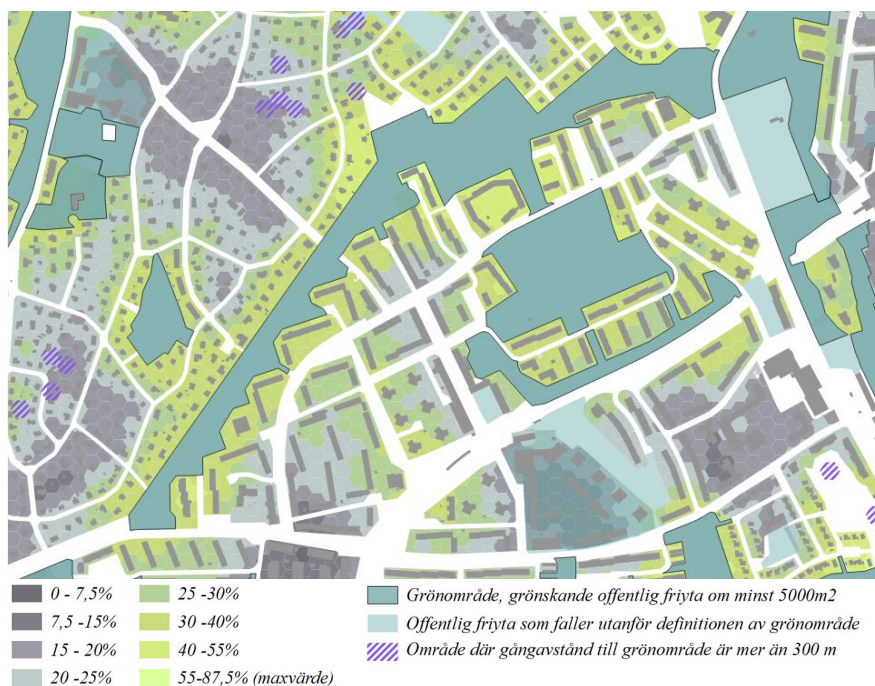 0 - 7,5%
7,5 -15%
15 - 20%
20 -25%
25 -30%
30 -40%
40 -55%
55-87,5% (maxvärde)
Grönområde, grönskande offentlig friyta om minst 5000m2
Offentlig friyta som faller utanför definitionen av grönområde
Område där gångavstånd till grönområde är mer än 300 m